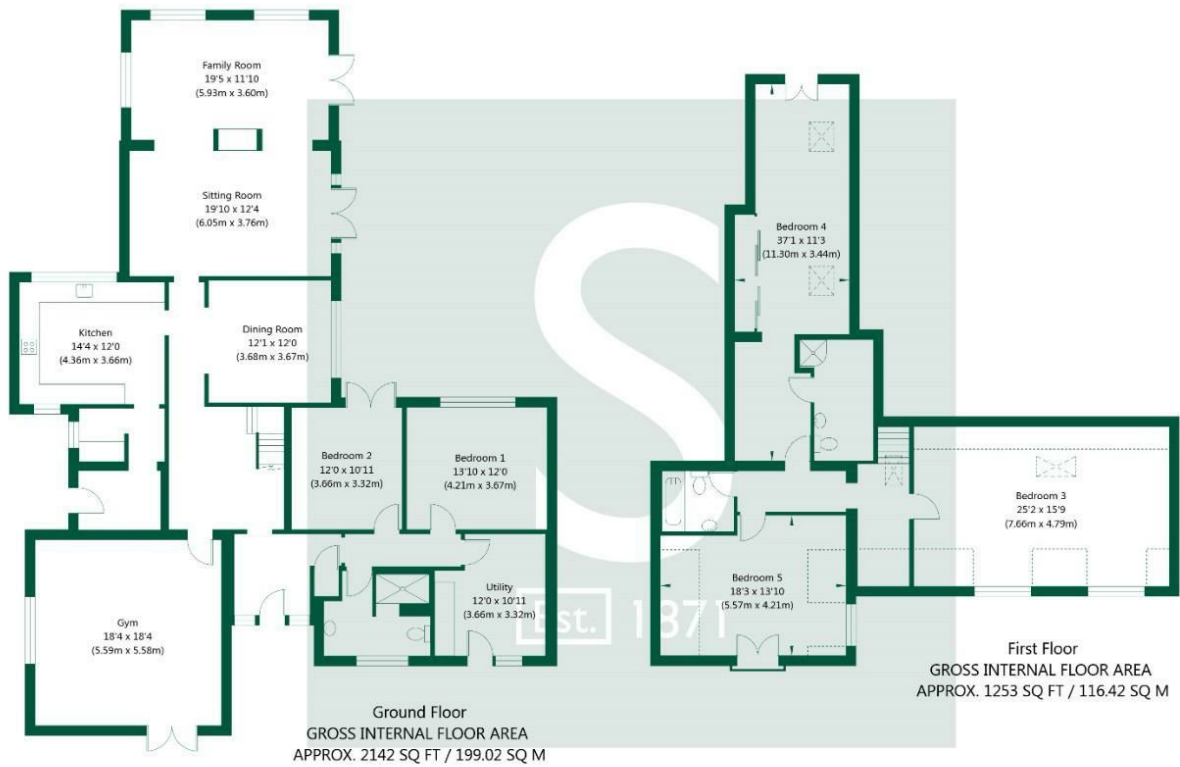 Family Room
19'5 x 11'10
(5.93m x 3.60m)
Sitting Room
19'10 x 12'4
(6.05m x 3.76m)
Kitchen
14'4 x 12'0
(4.36m x 3.66m)
Dining Room
12'1 x 12'0
(3.68m x 3.67m)
Bedroom 2
12'0 x 10'11
(3.66m x 3.32m)
Bedroom 1
13'10 x 12'0
(4.21m x 3.67m)
Utility
12'0 x 10'11
(3.66m x 3.32m)
Gym
18'4 x 18'4
(5.59m x 5.58m)
Ground Floor
GROSS INTERNAL FLOOR AREA
APPROX. 2142 SQ FT / 199.02 SQ M
Bedroom 4
37'1 x 11'3
(11.30m x 3.44m)
Bedroom 3
25'2 x 15'9
(7.66m x 4.79m)
Bedroom 5
18'3 x 13'10
(5.57m x 4.21m)
First Floor
GROSS INTERNAL FLOOR AREA
APPROX. 1253 SQ FT / 116.42 SQ M
S
Est. 1871